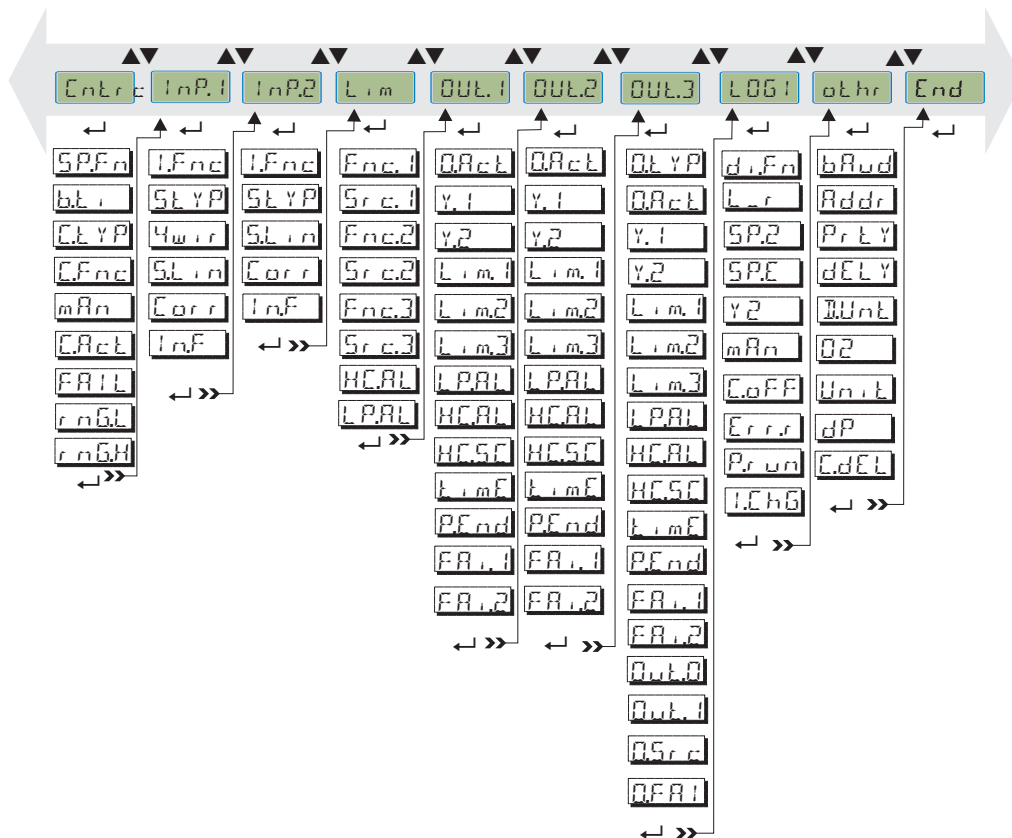 Cntr InP.1 InP.2 Lim OUt.1 OUt.2 OUt.3 LOGI othr End
SP.Fn
b.ti
C.tYP
C.Fnc
mAn
C.Act
FAIL
rnG.L
rnG.H
I.Fnc
StYP
4wir
S.Lin
Corr
In.F
I.Fnc
StYP
S.Lin
Corr
In.F
Fnc.1
Src.1
Fnc.2
Src.2
Fnc.3
Src.3
HC.AL
LP.AL
O.Act
Y.1
Y.2
Lim.1
Lim.2
Lim.3
LP.AL
HC.AL
HC.SC
timE
P.End
FAi.1
FAi.2
O.Act
Y.1
Y.2
Lim.1
Lim.2
Lim.3
LP.AL
HC.AL
HC.SC
timE
P.End
FAi.1
FAi.2
O.tYP
O.Act
Y.1
Y.2
Lim.1
Lim.2
Lim.3
LP.AL
HC.AL
HC.SC
timE
P.End
FAi.1
FAi.2
Out.0
Out.1
O.Src
O.FAI
di.Fn
L_r
SP.2
SP.E
Y2
mAn
C.oFF
Err.r
P.run
I.ChG
bAud
Addr
PrtY
dELY
D.Unt
O2
Unit
dP
C.dEL